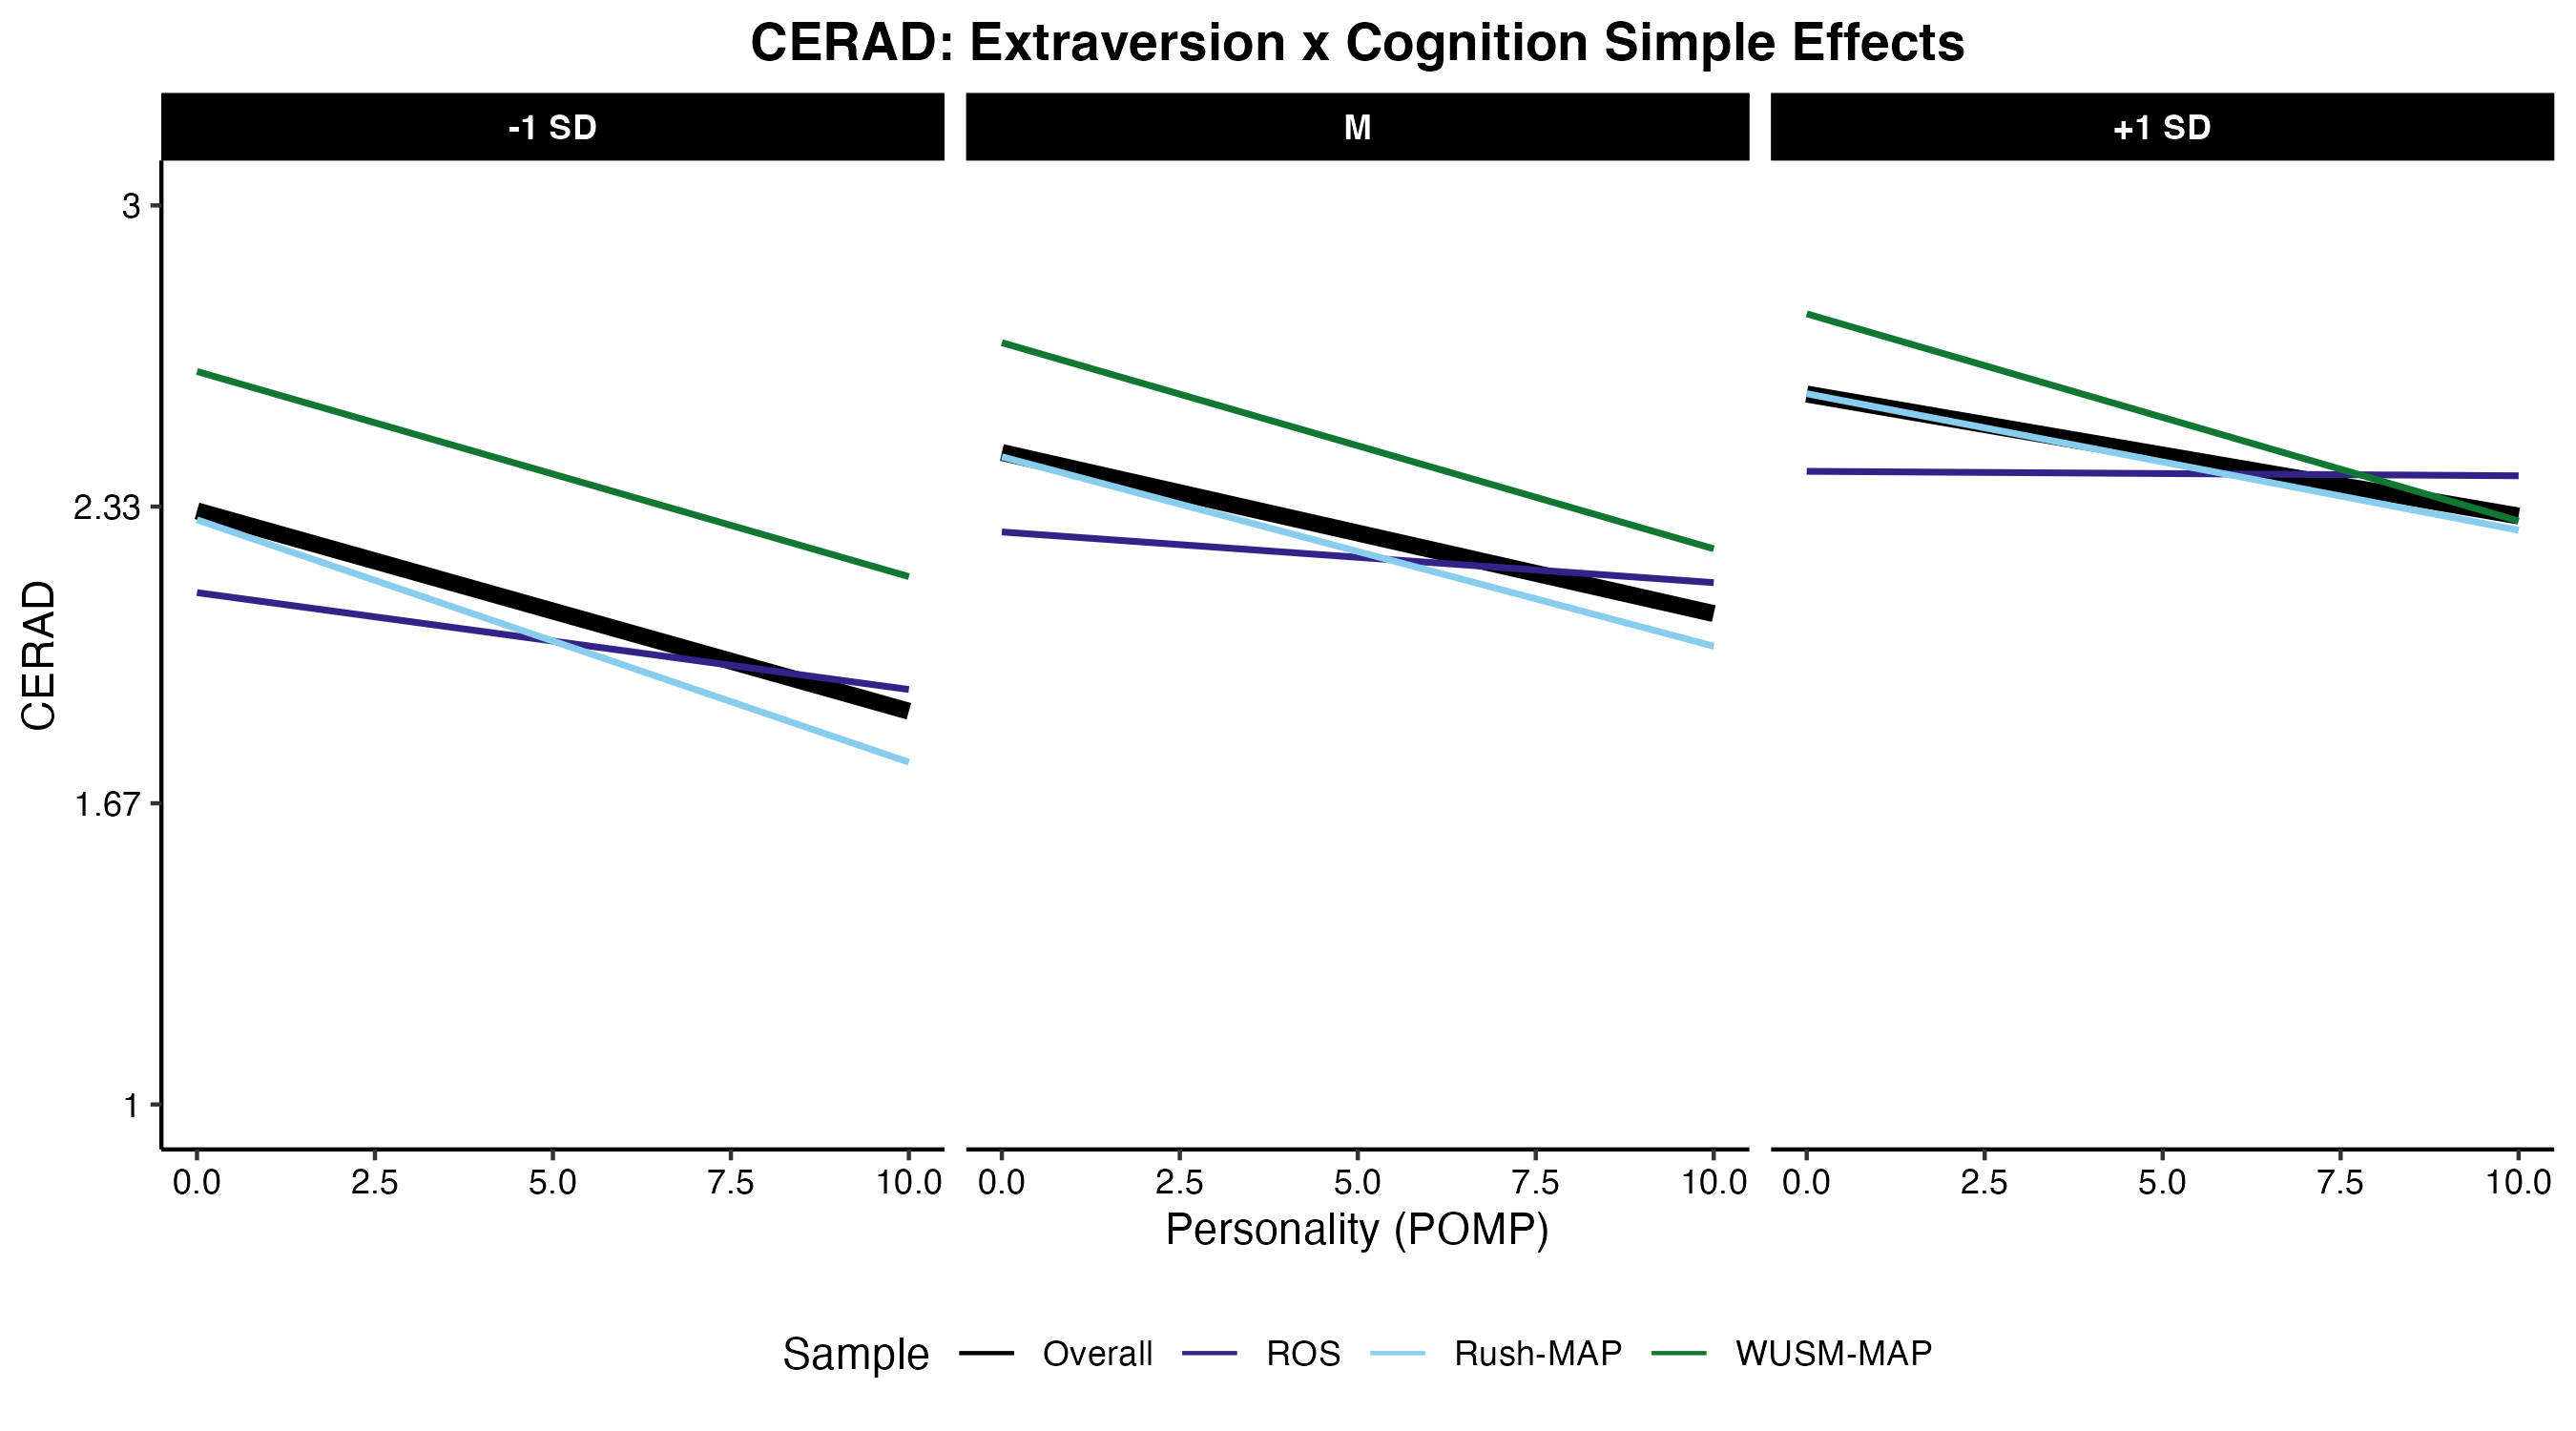 CERAD: Extraversion x Cognition Simple Effects
-1 SD
M
+1 SD
3
2.33
1.67
1
CERAD
0.0 2.5 5.0 7.5 10.0
0.0 2.5 5.0 7.5 10.0
0.0 2.5 5.0 7.5 10.0
Personality (POMP)
Sample Overall ROS Rush-MAP WUSM-MAP